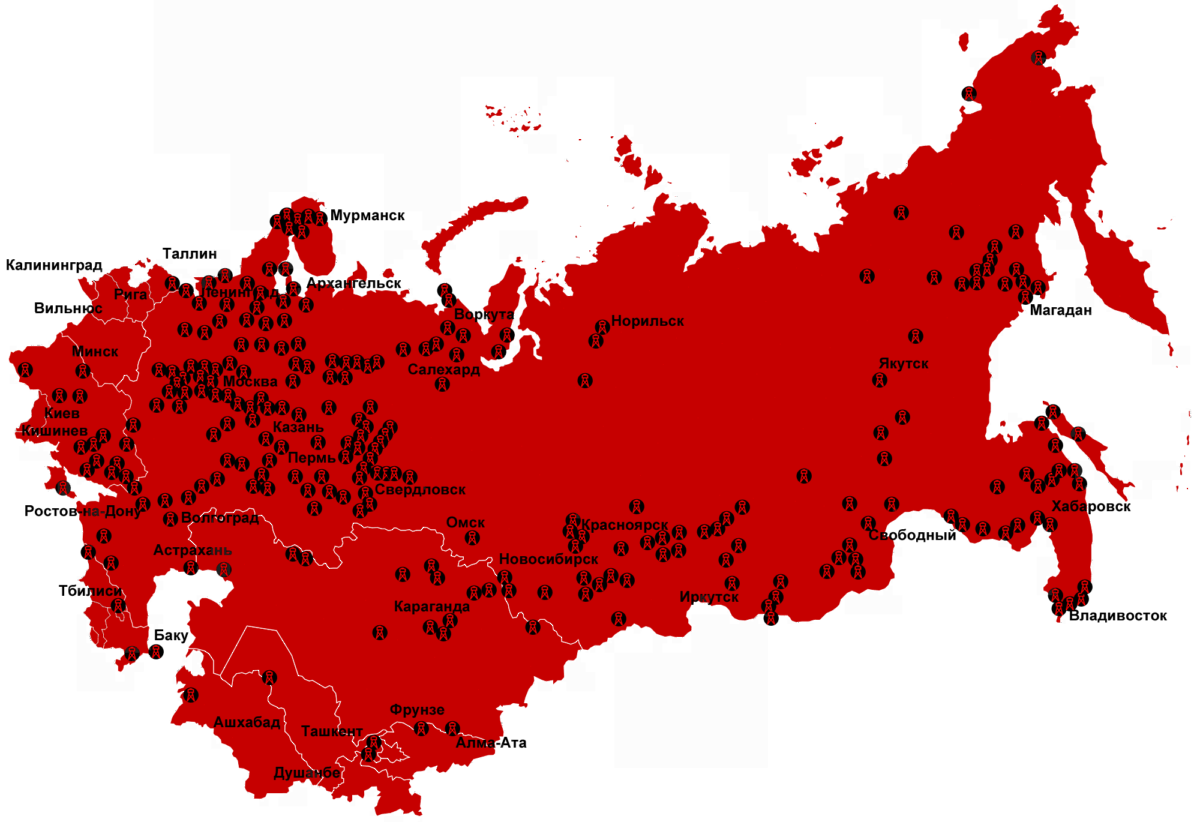 Мурманск
Таллин
Калининград
Архангельск
Рига
Ленинград
Вильнюс
Воркута
Магадан
Норильск
Минск
Якутск
Салехард
Москва
Киев
Казань
Кишинев
Пермь
Свердловск
Хабаровск
Ростов-на-Дону
Волгоград
Омск
Красноярск
Свободный
Астрахань
Новосибирск
Тбилиси
Иркутск
Караганда
Владивосток
Баку
Фрунзе
Ашхабад
Ташкент
Алма-Ата
Душанбе